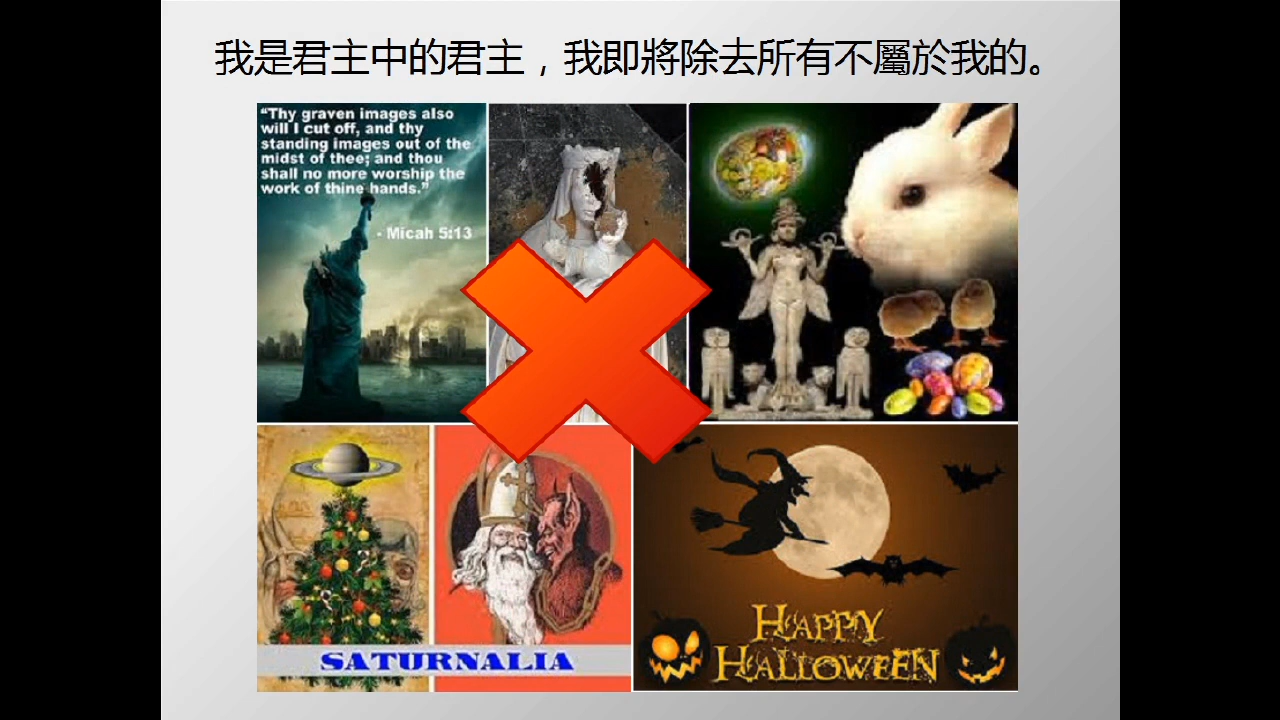 我是君主中的君主，我即將除去所有不屬於我的。
“Thy graven images also
will I cut off, and thy
standing images out of the
midst of thee; and thou
shall no more worship the
work of thine hands.”
- Micah 5:13
SATURNALIA
HAPPY
HALLOWEEN